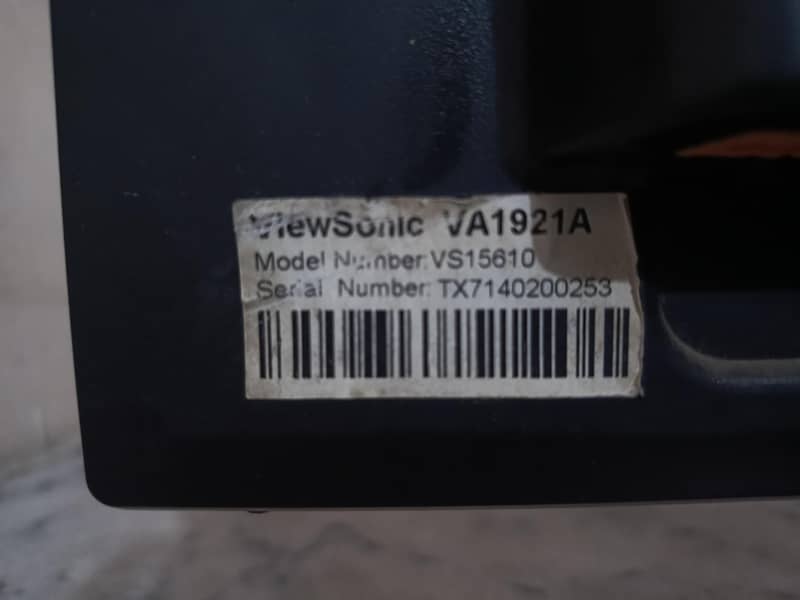 ViewSonic VA1921A
Model Number:VS15610
Serial Number: TX7140200253